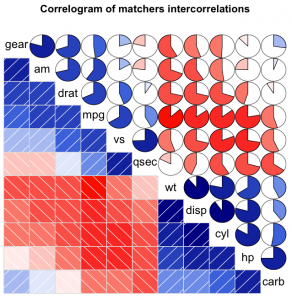 Correlogram of matchers intercorrelations
gear
am
drat
mpg
vs
qsec
wt
disp
cyl
hp
carb